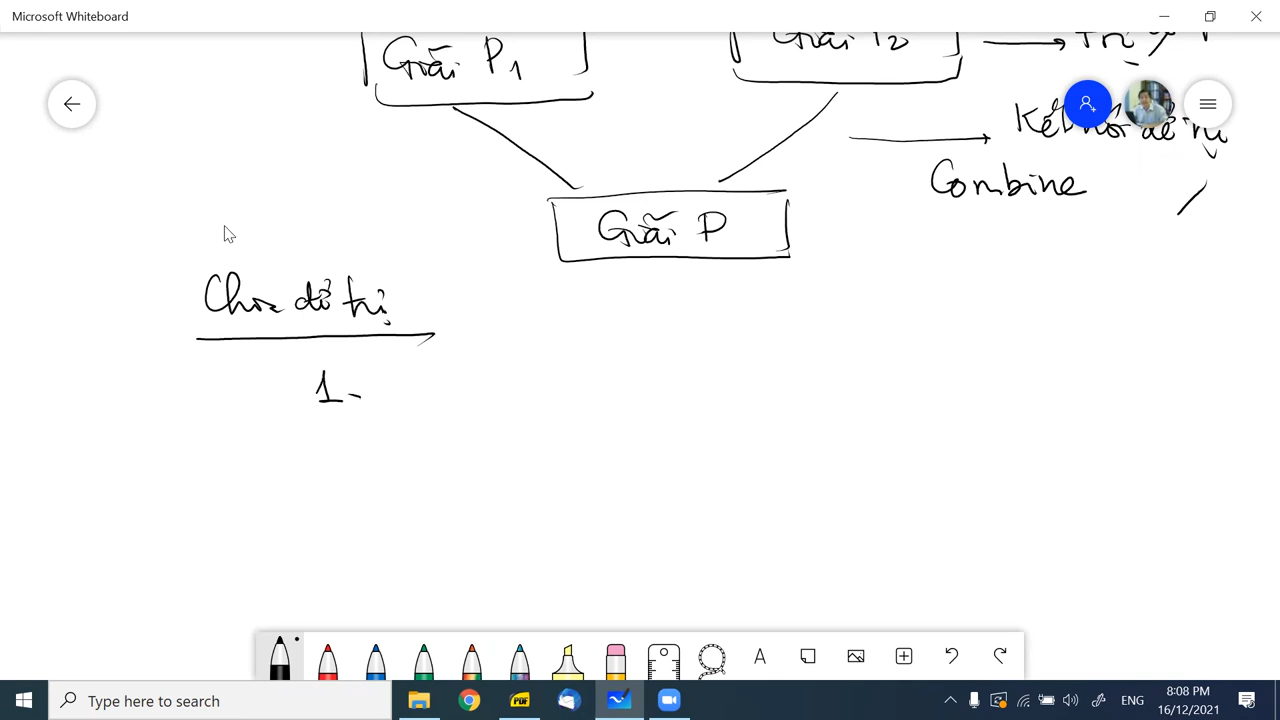 Microsoft Whiteboard
Giải P1
Giải P2
Trị
Kết nối để trị
Combine
Giải P
Chia để trị
1-
A
Type here to search
PDF
ENG
8:08 PM
16/12/2021